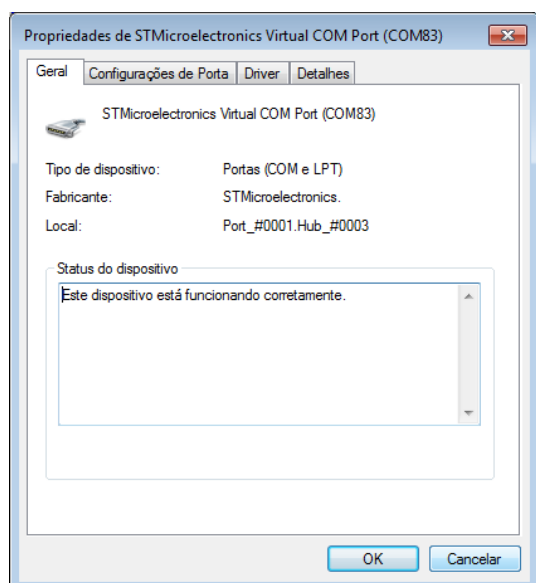 Propriedades de STMicroelectronics Virtual COM Port (COM83)
Geral Configurações de Porta Driver Detalhes
STMicroelectronics Virtual COM Port (COM83)
Tipo de dispositivo: Portas (COM e LPT)
Fabricante: STMicroelectronics.
Local: Port_#0001.Hub_#0003
Status do dispositivo
Este dispositivo está funcionando corretamente.
OK Cancelar